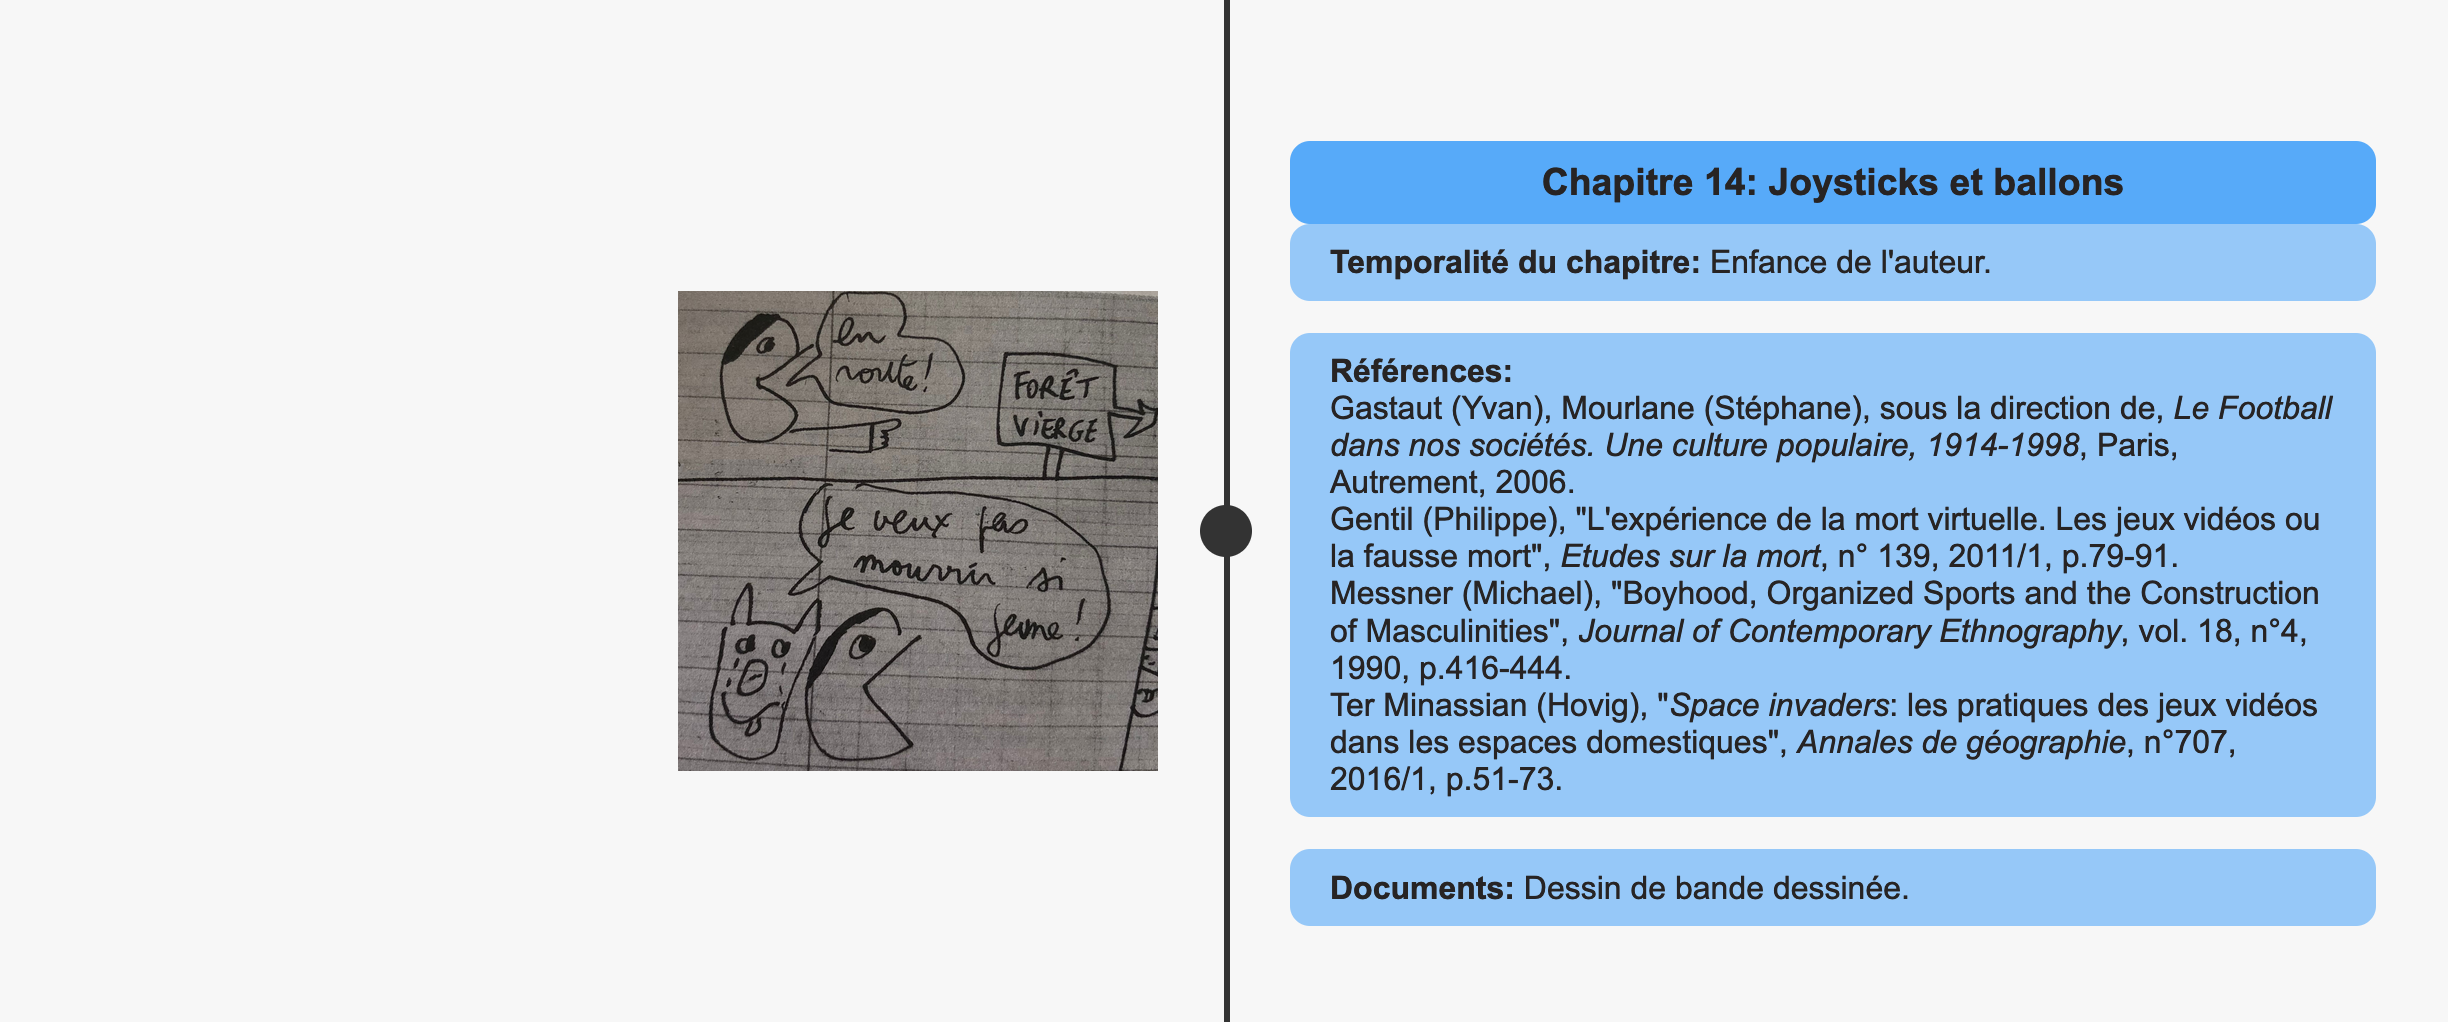 en
route!
FORÊT
VIERGE
Je veux pas
mourrir si
jeune!
Chapitre 14: Joysticks et ballons
Temporalité du chapitre: Enfance de l'auteur.
Références:
Gastaut (Yvan), Mourlane (Stéphane), sous la direction de, Le Football
dans nos sociétés. Une culture populaire, 1914-1998, Paris,
Autrement, 2006.
Gentil (Philippe), "L'expérience de la mort virtuelle. Les jeux vidéos ou
la fausse mort", Etudes sur la mort, n° 139, 2011/1, p.79-91.
Messner (Michael), "Boyhood, Organized Sports and the Construction
of Masculinities", Journal of Contemporary Ethnography, vol. 18, n°4,
1990, p.416-444.
Ter Minassian (Hovig), "Space invaders: les pratiques des jeux vidéos
dans les espaces domestiques", Annales de géographie, n°707,
2016/1, p.51-73.
Documents: Dessin de bande dessinée.